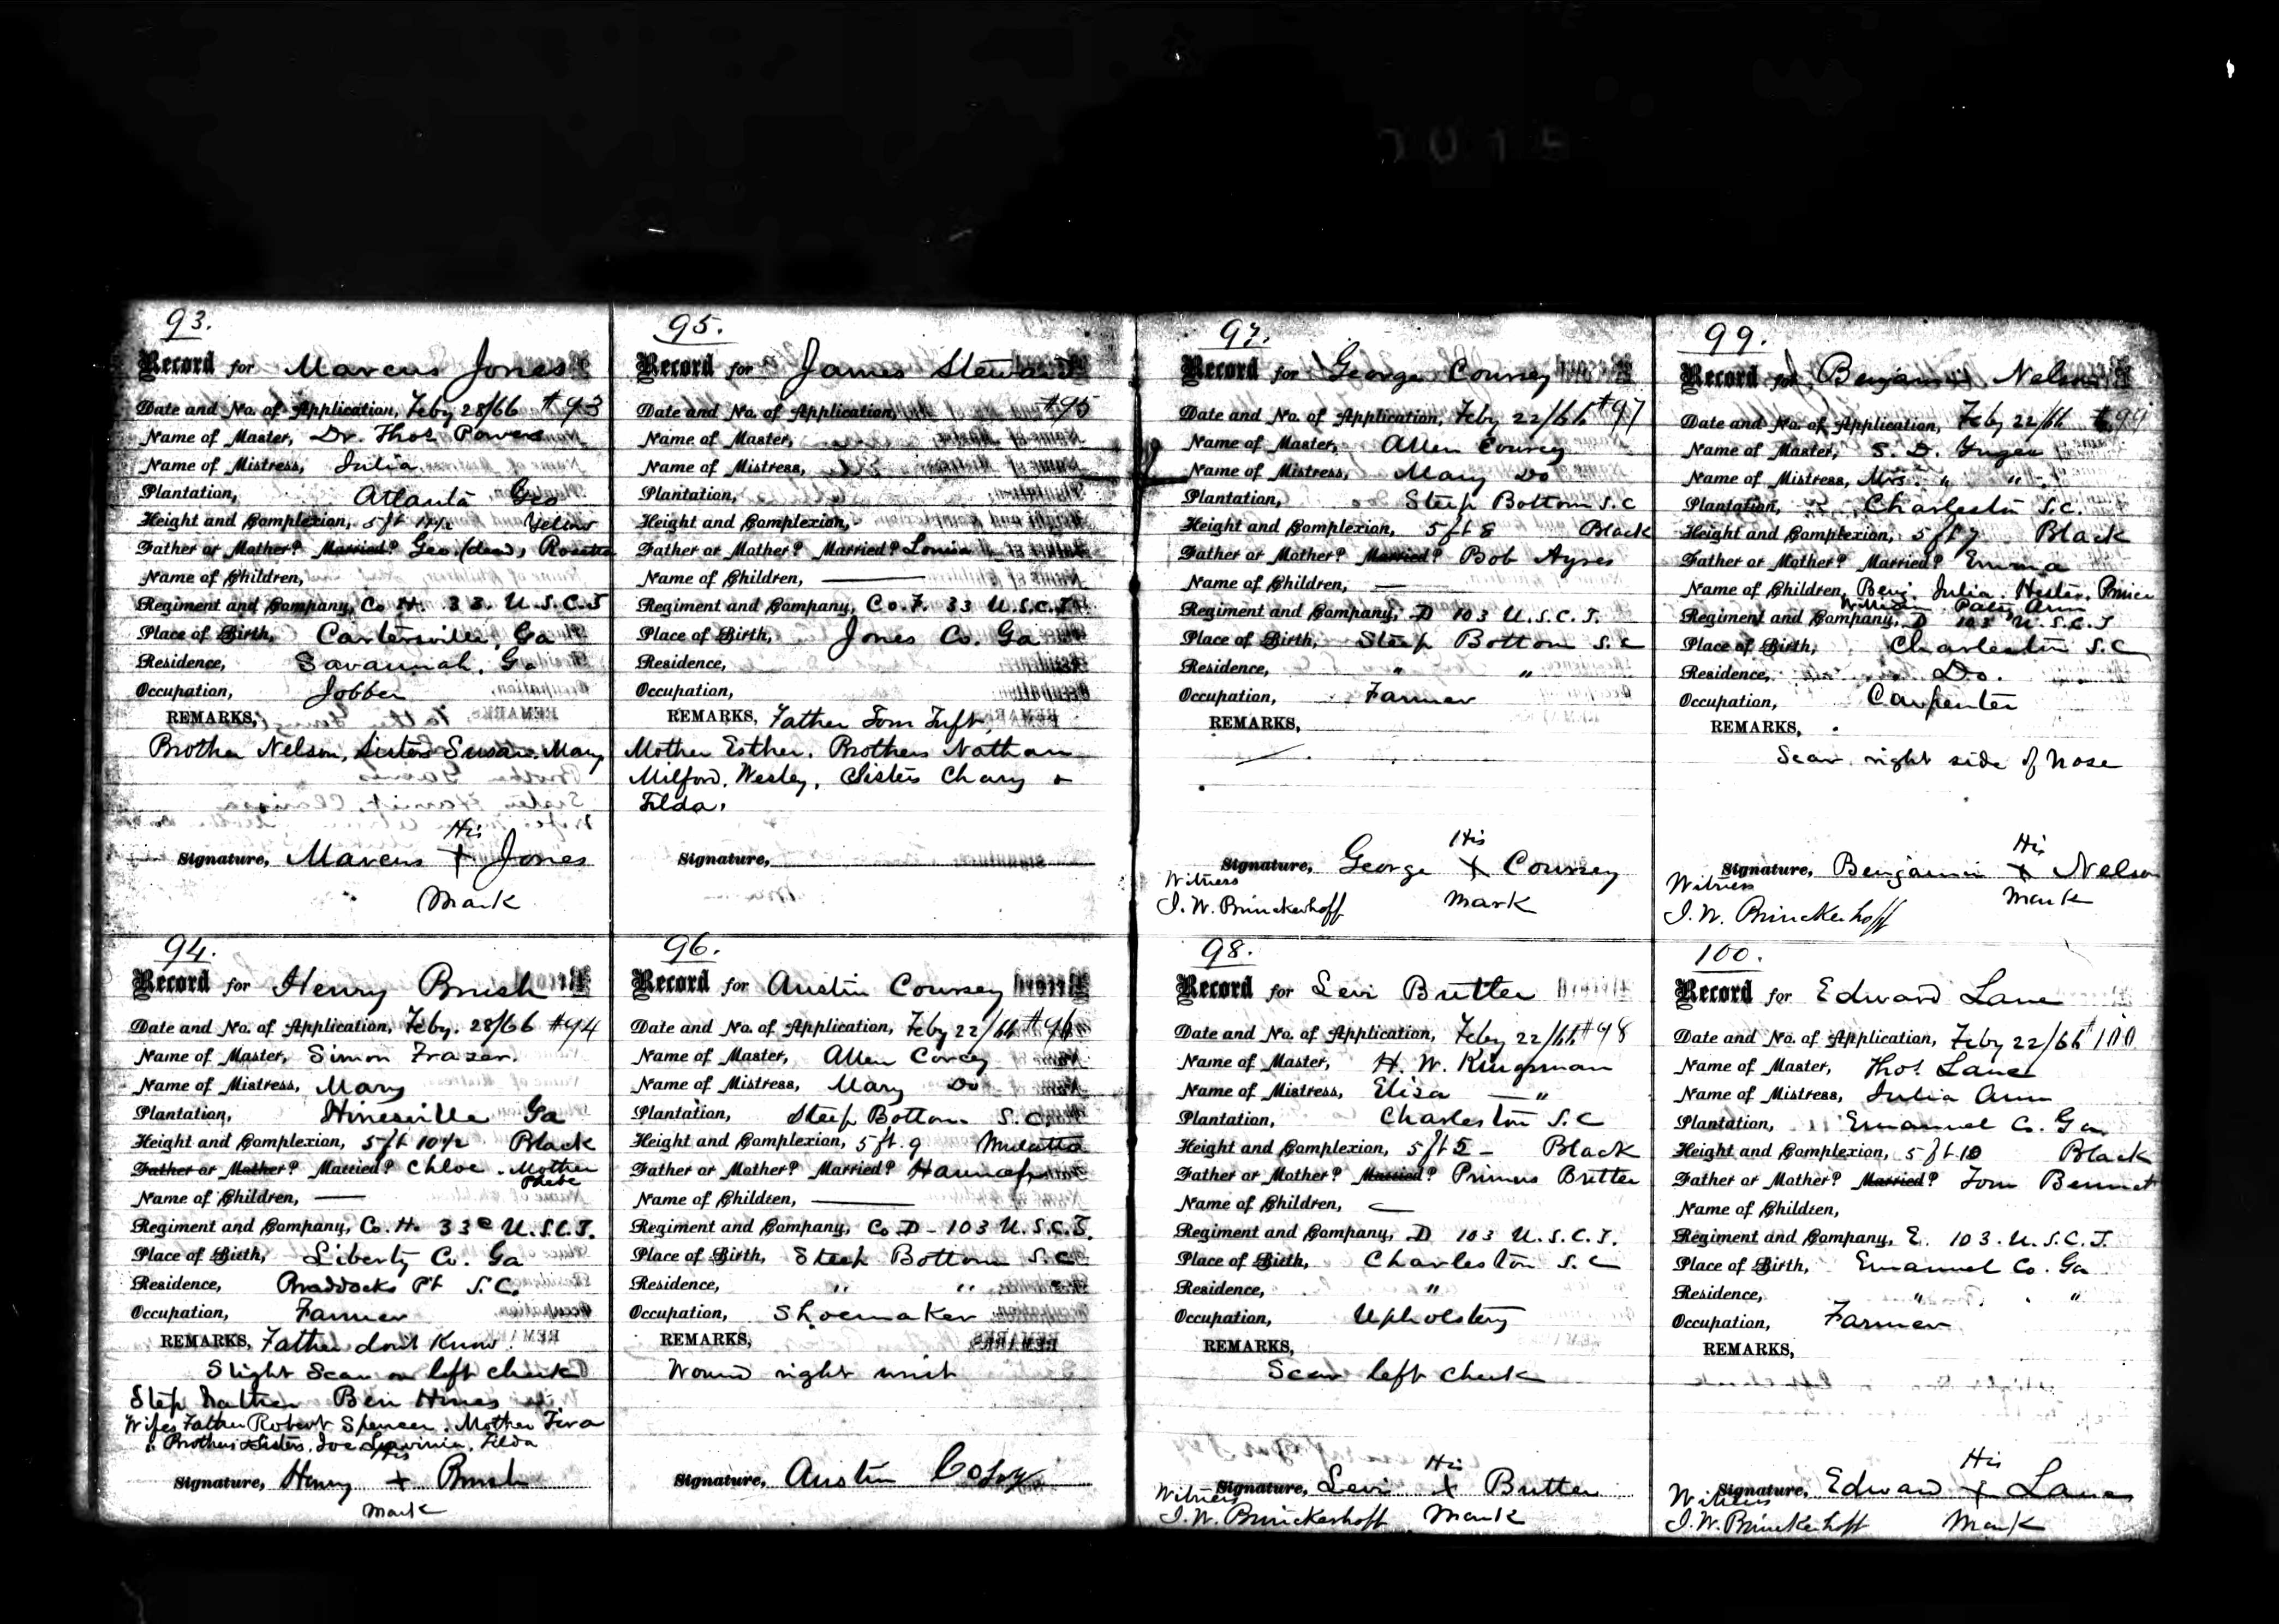 93.
Record for Marcus Jones
Date and No. of Application, Feby 28/66 #93
Name of Master, Dr. Thos Powers
Name of Mistress, Julia
Plantation, Atlanta Geo
Height and Complexion, 5 ft Yellow
Father or Mother? Married? Geo. (dead) Rosetta
Name of Children,
Regiment and Company, Co H. 33. U.S.C.T
Place of Birth, Cartersville, Ga
Residence, Savannah, Ga
Occupation, Jobber
REMARKS,
Brother Nelson, Sisters Susan, Mary
His
Signature, Marcus + Jones
Mark
94.
Record for Henry Brush
Date and No. of Application, Feby. 28/66 #94
Name of Master, Simon Frazer.
Name of Mistress, Mary
Plantation, Hinesville Ga
Height and Complexion, 5 ft 10 1/2 Black
Father or Mother? Married? Chloe. Mother
Phebe
Name of Children, —
Regiment and Company, Co. H. 33d U.S.C.T.
Place of Birth, Liberty Co. Ga
Residence, Braddocks Pt S.C.
Occupation, Farmer
REMARKS, Father don't know.
Slight Scar on left cheek
Step Father Ben Hines
Wifes Father Robert Spencer. Mother Tira
" Brothers Sisters, Joe Lavinia, Tilda
His
Signature, Henry + Brush
Mark
95.
Record for James Steward
Date and No. of Application, #95
Name of Master,
Name of Mistress,
Plantation,
Height and Complexion,
Father or Mother? Married? Louisa
Name of Children, —
Regiment and Company, Co. F. 33 U.S.C.T.
Place of Birth, Jones Co. Ga
Residence,
Occupation,
REMARKS, Father Tom Tuft,
Mother Esther, Brothers Nathan
Milford, Wesley, Sisters Chary &
Tilda,
Signature,
96.
Record for Austin Coursey
Date and No. of Application, Feby 22/66 #96
Name of Master, Allen Corcey
Name of Mistress, Mary Do
Plantation, Steep Bottom S.C.
Height and Complexion, 5 ft. 9 Mulatto
Father or Mother? Married? Hannah
Name of Children, —
Regiment and Company, Co D - 103 U.S.C.T.
Place of Birth, Steep Bottom S.C
Residence, " "
Occupation, Shoemaker
REMARKS,
Wound right wrist
Signature, Austin
97.
Record for George Coursey
Date and No. of Application, Feby 22/66 #97
Name of Master, Allen Coursey
Name of Mistress, Mary Do
Plantation, Steep Bottom S.C
Height and Complexion, 5 ft 8 Black
Father or Mother? Married? Bob Ayres
Name of Children, —
Regiment and Company, D 103 U.S.C.T.
Place of Birth, Steep Bottom S.C
Residence, " "
Occupation, Farmer
REMARKS,
—
His
Signature, George X Coursey
Witness
J. W. Brinckerhoff Mark
98.
Record for Levi Butler
Date and No. of Application, Feby 22/66 #98
Name of Master, H. W. Kingsman
Name of Mistress, Elisa — "
Plantation, Charleston S.C
Height and Complexion, 5 ft 5 - Black
Father or Mother? Married? Primus Britter
Name of Children, —
Regiment and Company, D 103 U.S.C.T.
Place of Birth, Charleston S.C
Residence, "
Occupation, Upholstery
REMARKS,
Scar left cheek
His
Signature, Levi X Butler
Witness
J. W. Brinckerhoff Mark
99.
Record for Benjamin Nelson
Date and No. of Application, Feby 22/66 #99
Name of Master, S. D.
Name of Mistress, Mrs. " "
Plantation, Charleston S.C.
Height and Complexion, 5 ft 7 Black
Father or Mother? Married? Emma
Name of Children, Benj. Julia. Hester.
William Ann
Regiment and Company, D 103 U.S.C.T
Place of Birth, Charleston S.C
Residence, Do.
Occupation, Carpenter
REMARKS,
Scar right side of nose
His
Signature, Benjamin X Nelson
Witness Mark
J. W. Brinckerhoff
100.
Record for Edward Lane
Date and No. of Application, Feby 22/66 #100
Name of Master, Thos Lane
Name of Mistress, Julia Ann
Plantation, Emanuel Co. Ga
Height and Complexion, 5 ft 10 Black
Father or Mother? Married? Tom Bennet
Name of Children,
Regiment and Company, E. 103. U.S.C.T.
Place of Birth, Emanuel Co. Ga
Residence, " "
Occupation, Farmer
REMARKS,
His
Signature, Edward X Lane
Witness
J. W. Brinckerhoff Mark